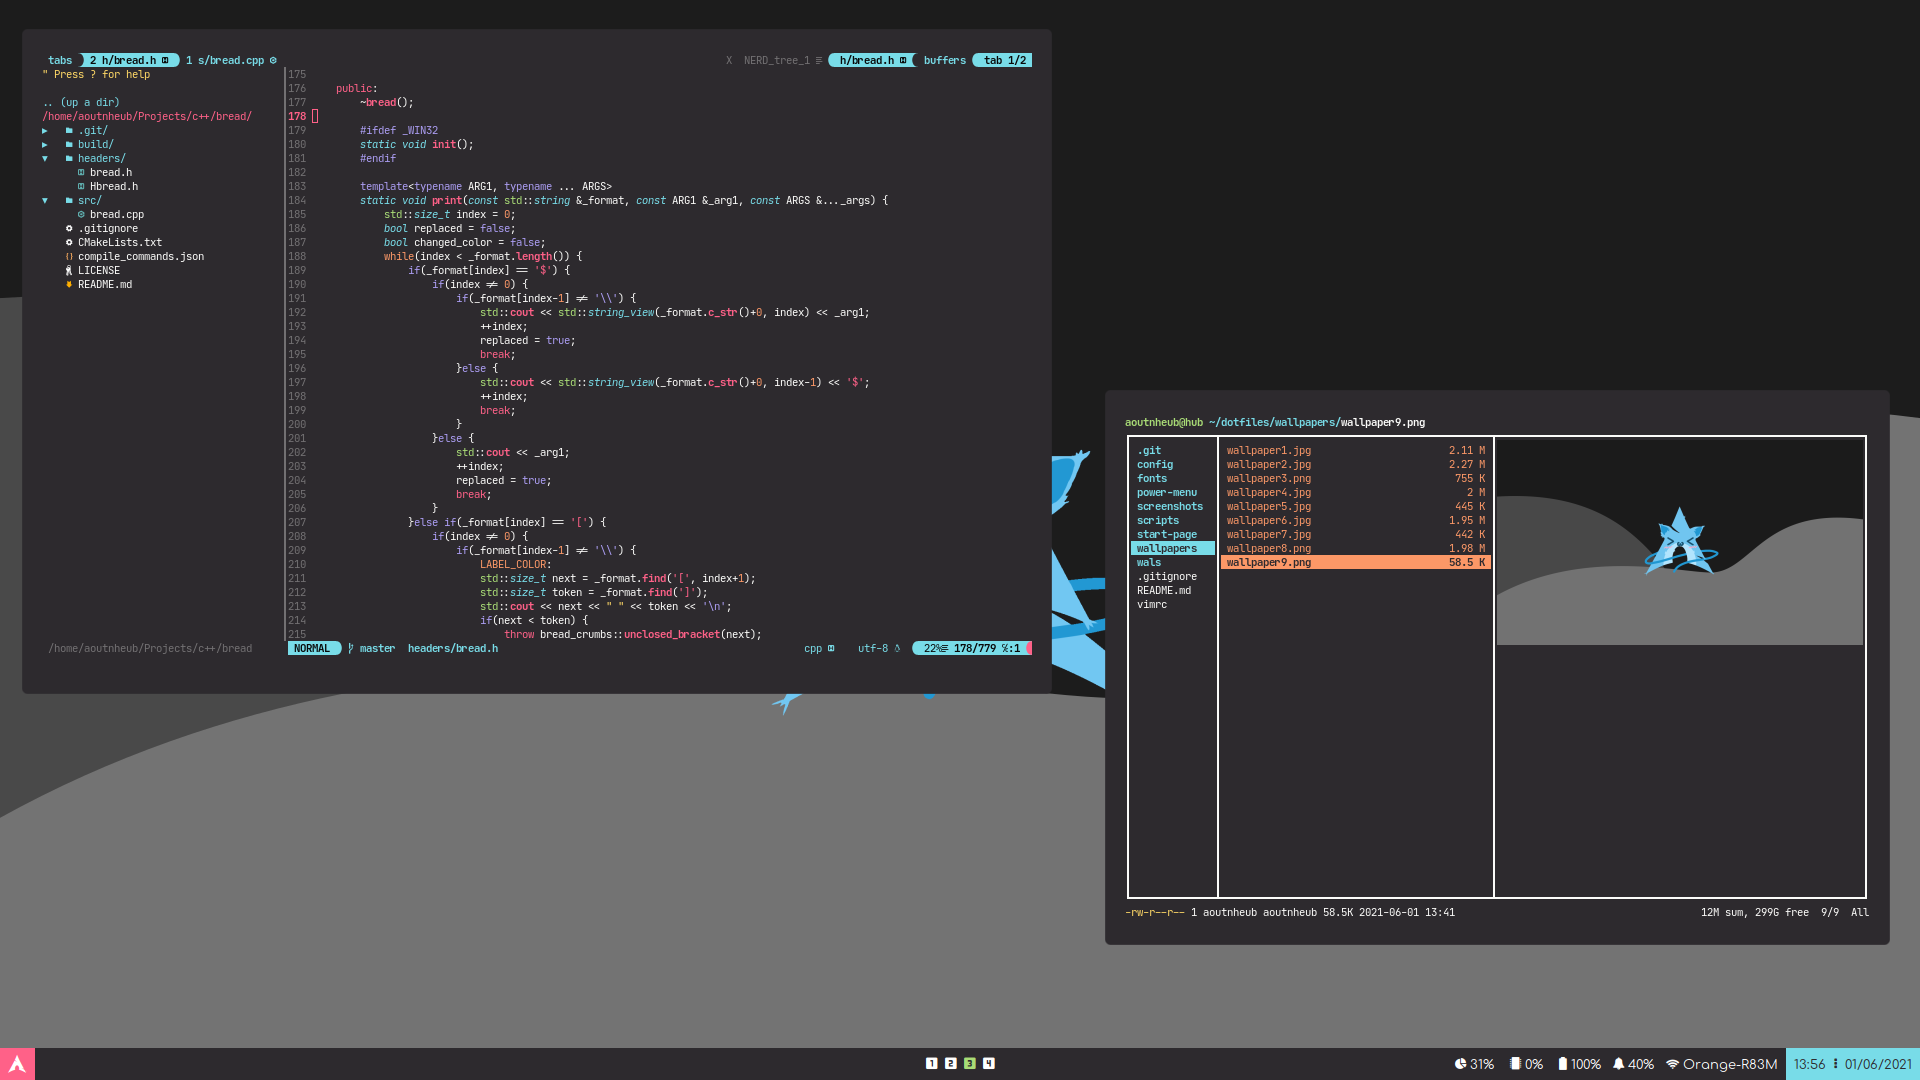 tabs 2 h/bread.h 1 s/bread.cpp X NERD_tree_1 h/bread.h buffers tab 1/2
" Press ? for help
.. (up a dir)
/home/aoutnheub/Projects/c++/bread/
▸ .git/
▸ build/
▾ headers/
bread.h
Hbread.h
▾ src/
bread.cpp
.gitignore
CMakeLists.txt
compile_commands.json
LICENSE
README.md
/home/aoutnheub/Projects/c++/bread
175
176 public:
177 ~bread();
178
179 #ifdef _WIN32
180 static void init();
181 #endif
182
183 template<typename ARG1, typename ... ARGS>
184 static void print(const std::string &_format, const ARG1 &_arg1, const ARGS &..._args) {
185 std::size_t index = 0;
186 bool replaced = false;
187 bool changed_color = false;
188 while(index < _format.length()) {
189 if(_format[index] == '$') {
190 if(index != 0) {
191 if(_format[index-1] != '\\') {
192 std::cout << std::string_view(_format.c_str()+0, index) << _arg1;
193 ++index;
194 replaced = true;
195 break;
196 }else {
197 std::cout << std::string_view(_format.c_str()+0, index-1) << '$';
198 ++index;
199 break;
200 }
201 }else {
202 std::cout << _arg1;
203 ++index;
204 replaced = true;
205 break;
206 }
207 }else if(_format[index] == '[') {
208 if(index != 0) {
209 if(_format[index-1] != '\\') {
210 LABEL_COLOR:
211 std::size_t next = _format.find('[', index+1);
212 std::size_t token = _format.find(']');
213 std::cout << next << " " << token << '\n';
214 if(next < token) {
215 throw bread_crumbs::unclosed_bracket(next);
NORMAL master headers/bread.h cpp utf-8 22% 178/779 :1
aoutnheub@hub ~/dotfiles/wallpapers/wallpaper9.png
.git
config
fonts
power-menu
screenshots
scripts
start-page
wallpapers
wals
.gitignore
README.md
vimrc
wallpaper1.jpg 2.11 M
wallpaper2.jpg 2.27 M
wallpaper3.png 755 K
wallpaper4.jpg 2 M
wallpaper5.jpg 445 K
wallpaper6.jpg 1.95 M
wallpaper7.jpg 442 K
wallpaper8.png 1.98 M
wallpaper9.png 58.5 K
-rw-r--r-- 1 aoutnheub aoutnheub 58.5K 2021-06-01 13:41 12M sum, 299G free 9/9 All
1 2 3 4 31% 0% 100% 40% Orange-R83M 13:56 01/06/2021